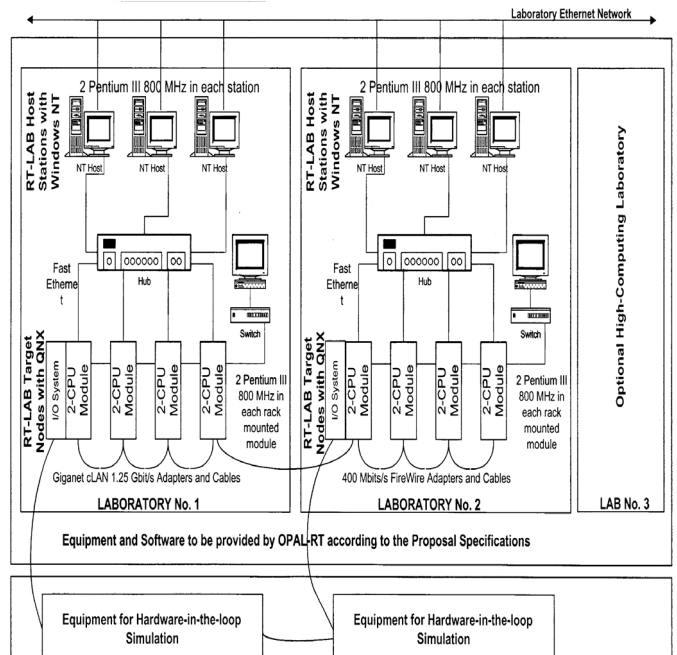 Laboratory Ethernet Network
2 Pentium III 800 MHz in each station
RT-LAB Host
Stations with
Windows NT
NT Host
NT Host
NT Host
Fast
Etherne
t
Hub
Switch
RT-LAB Target
Nodes with QNX
I/O System
2-CPU
Module
2-CPU
Module
2-CPU
Module
2-CPU
Module
2 Pentium III
800 MHz in
each rack
mounted
module
Giganet cLAN 1.25 Gbit/s Adapters and Cables
LABORATORY No. 1
2 Pentium III 800 MHz in each station
RT-LAB Host
Stations with
Windows NT
NT Host
NT Host
NT Host
Fast
Etherne
t
Hub
Switch
RT-LAB Target
Nodes with QNX
I/O System
2-CPU
Module
2-CPU
Module
2-CPU
Module
2-CPU
Module
2 Pentium III
800 MHz in
each rack
mounted
module
400 Mbits/s FireWire Adapters and Cables
LABORATORY No. 2
Optional High-Computing Laboratory
LAB No. 3
Equipment and Software to be provided by OPAL-RT according to the Proposal Specifications
Equipment for Hardware-in-the-loop
Simulation
Equipment for Hardware-in-the-loop
Simulation